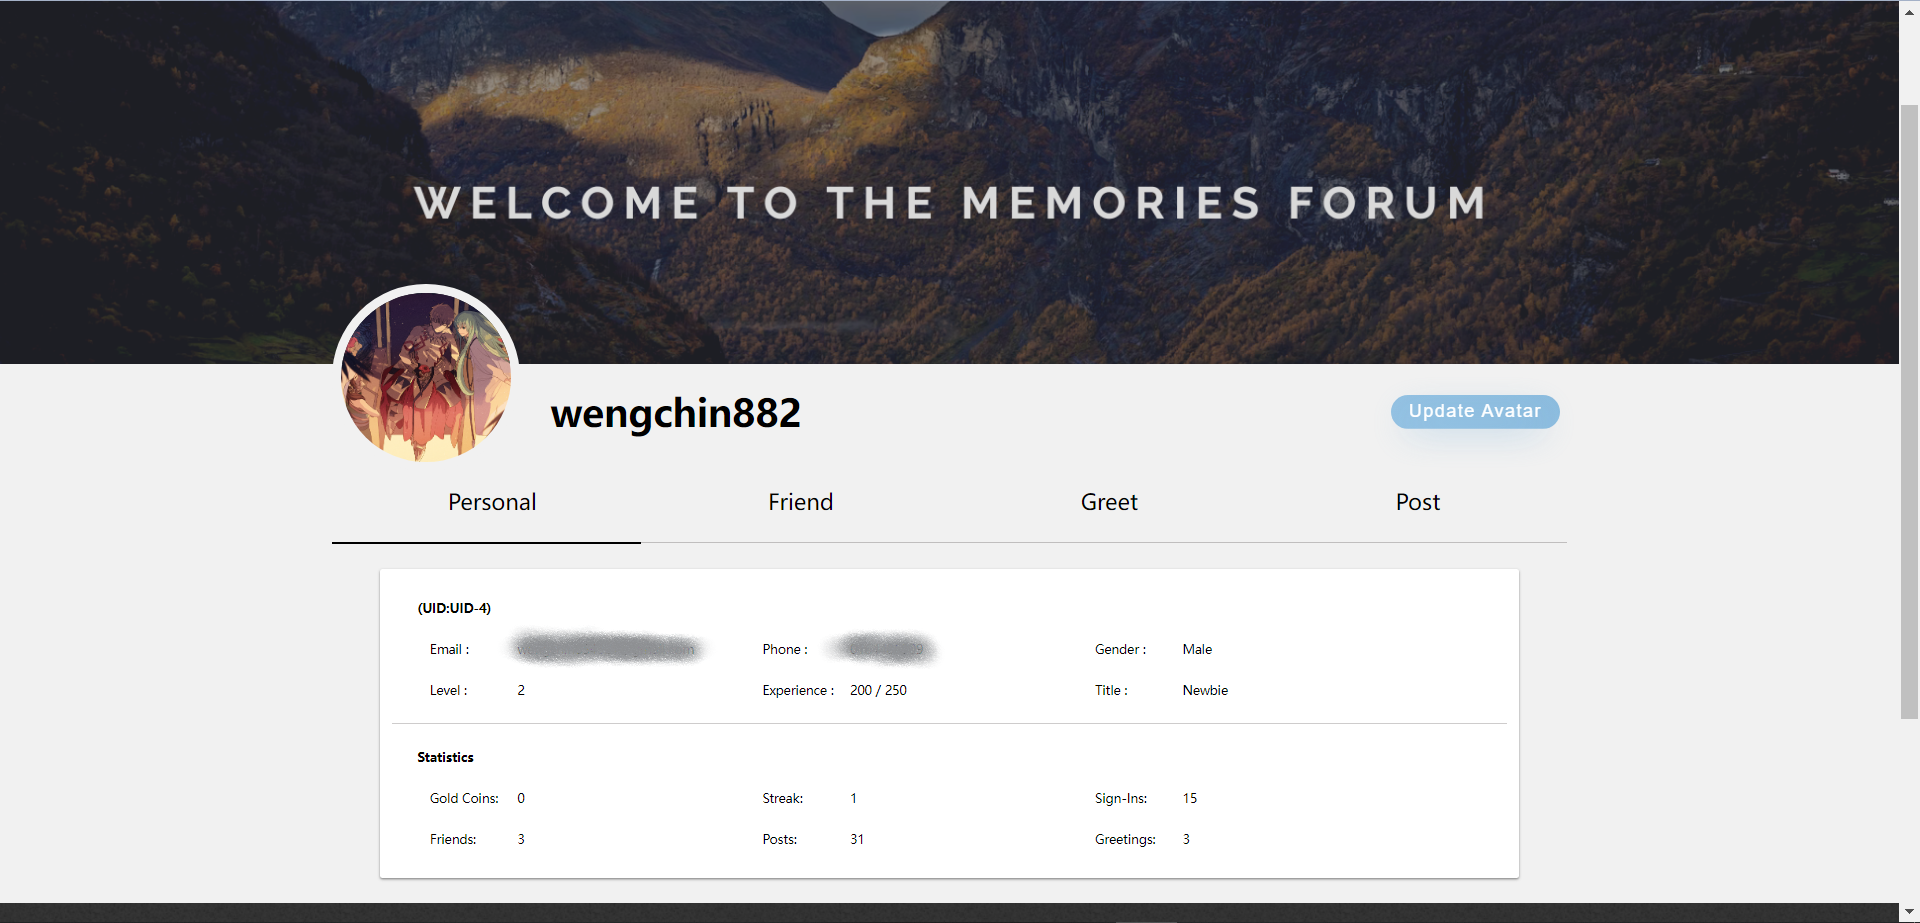 WELCOME TO THE MEMORIES FORUM
wengchin882
Update Avatar
Personal Friend Greet Post
(UID:UID-4)
Email : Phone : Gender : Male
Level : 2 Experience : 200 / 250 Title : Newbie
Statistics
Gold Coins: 0 Streak: 1 Sign-Ins: 15
Friends: 3 Posts: 31 Greetings: 3